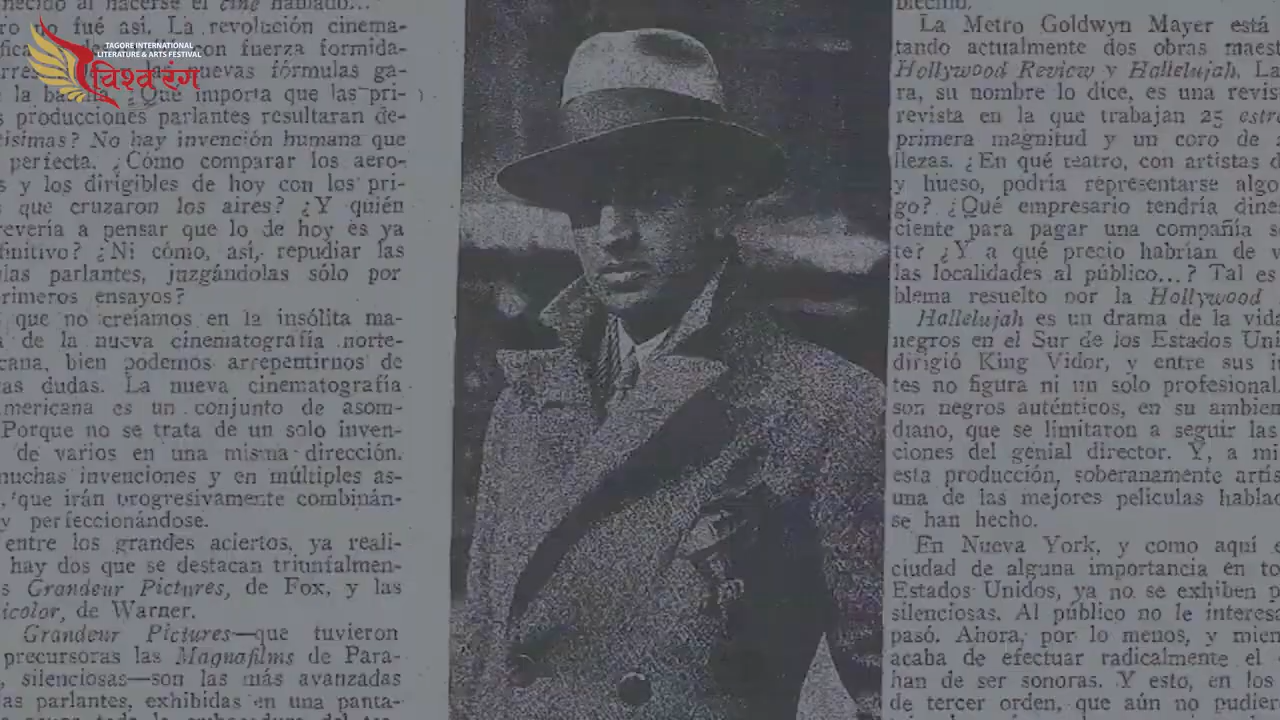 TAGORE INTERNATIONAL
LITERATURE & ARTS FESTIVAL
विश्व रंग
al hacerse el cine hablado...
no fué así. La revolución cinema-
con fuerza formida-
las nuevas fórmulas ga-
la ¿Qué importa que las pri-
producciones parlantes resultaran de-
No hay invención humana que
perfecta. ¿Cómo comparar los aero-
y los dirigibles de hoy con los pri-
que cruzaron los aires? ¿Y quién
a pensar que lo de hoy es ya
¿Ni cómo, así, repudiar las
parlantes, juzgándolas sólo por
ensayos?
que no creíamos en la insólita ma-
de la nueva cinematografía norte-
bien podemos arrepentirnos de
dudas. La nueva cinematografía
es un conjunto de asom-
Porque no se trata de un solo inven-
de varios en una misma dirección.
muchas invenciones y en múltiples as-
que irán progresivamente combinán-
y perfeccionándose.
entre los grandes aciertos, ya reali-
hay dos que se destacan triunfalmen-
Grandeur Pictures, de Fox, y las
de Warner.
Grandeur Pictures—que tuvieron
precursoras las Magnafilms de Para-
silenciosas—son las más avanzadas
parlantes, exhibidas en una panta-
La Metro Goldwyn Mayer está
tando actualmente dos obras maest
Hollywood Review y Hallelujah. La
ra, su nombre lo dice, es una revis
revista en la que trabajan 25 estre
primera magnitud y un coro de
llezas. ¿En qué teatro, con artistas d
y hueso, podría representarse algo
go? ¿Qué empresario tendría dine
ciente para pagar una compañía s
te? ¿Y a qué precio habrían de v
las localidades al público...? Tal es
blema resuelto por la Hollywood
Hallelujah es un drama de la vida
negros en el Sur de los Estados Uni
dirigió King Vidor, y entre sus i
tes no figura ni un solo profesional
son negros auténticos, en su ambien
diano, que se limitaron a seguir las
ciones del genial director. Y, a mi
esta producción, soberanamente artís
una de las mejores películas hablad
se han hecho.
En Nueva York, y como aquí e
ciudad de alguna importancia en to
Estados Unidos, ya no se exhiben p
silenciosas. Al público no le interes
pasó. Ahora, por lo menos, y mien
acaba de efectuar radicalmente el
han de ser sonoras. Y esto, en los
de tercer orden, que aún no pudier